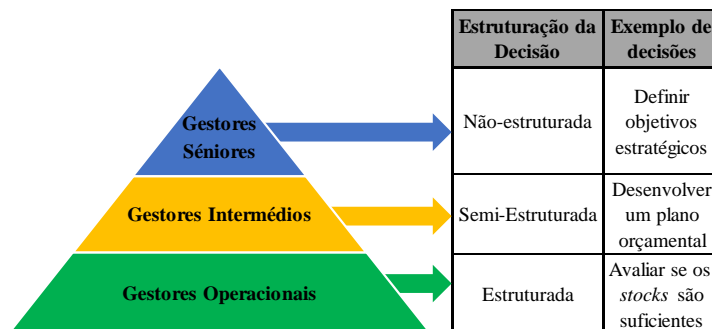 Estruturação da
Decisão
Exemplo de
decisões
Gestores
Séniores
Não-estruturada
Definir
objetivos
estratégicos
Gestores Intermédios
Semi-Estruturada
Desenvolver
um plano
orçamental
Gestores Operacionais
Estruturada
Avaliar se os
stocks são
suficientes